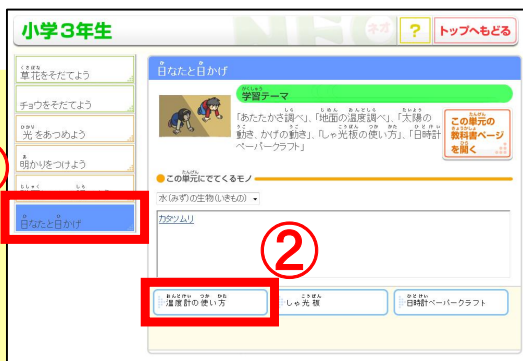 小学3年生
?
トップへもどる
草花をそだてよう
チョウをそだてよう
光をあつめよう
明かりをつけよう
日なたと日かげ
日なたと日かげ
学習テーマ
「あたたかさ調べ」、「地面の温度調べ」、「太陽の
動き、かげの動き」、「しゃ光板の使い方」、「日時計
ペーパークラフト」
この単元の
教科書ページ
を開く
この単元にでてくるモノ
水(みず)の生物(いきもの)
カタツムリ
②
温度計の使い方
しゃ光板
日時計ペーパークラフト